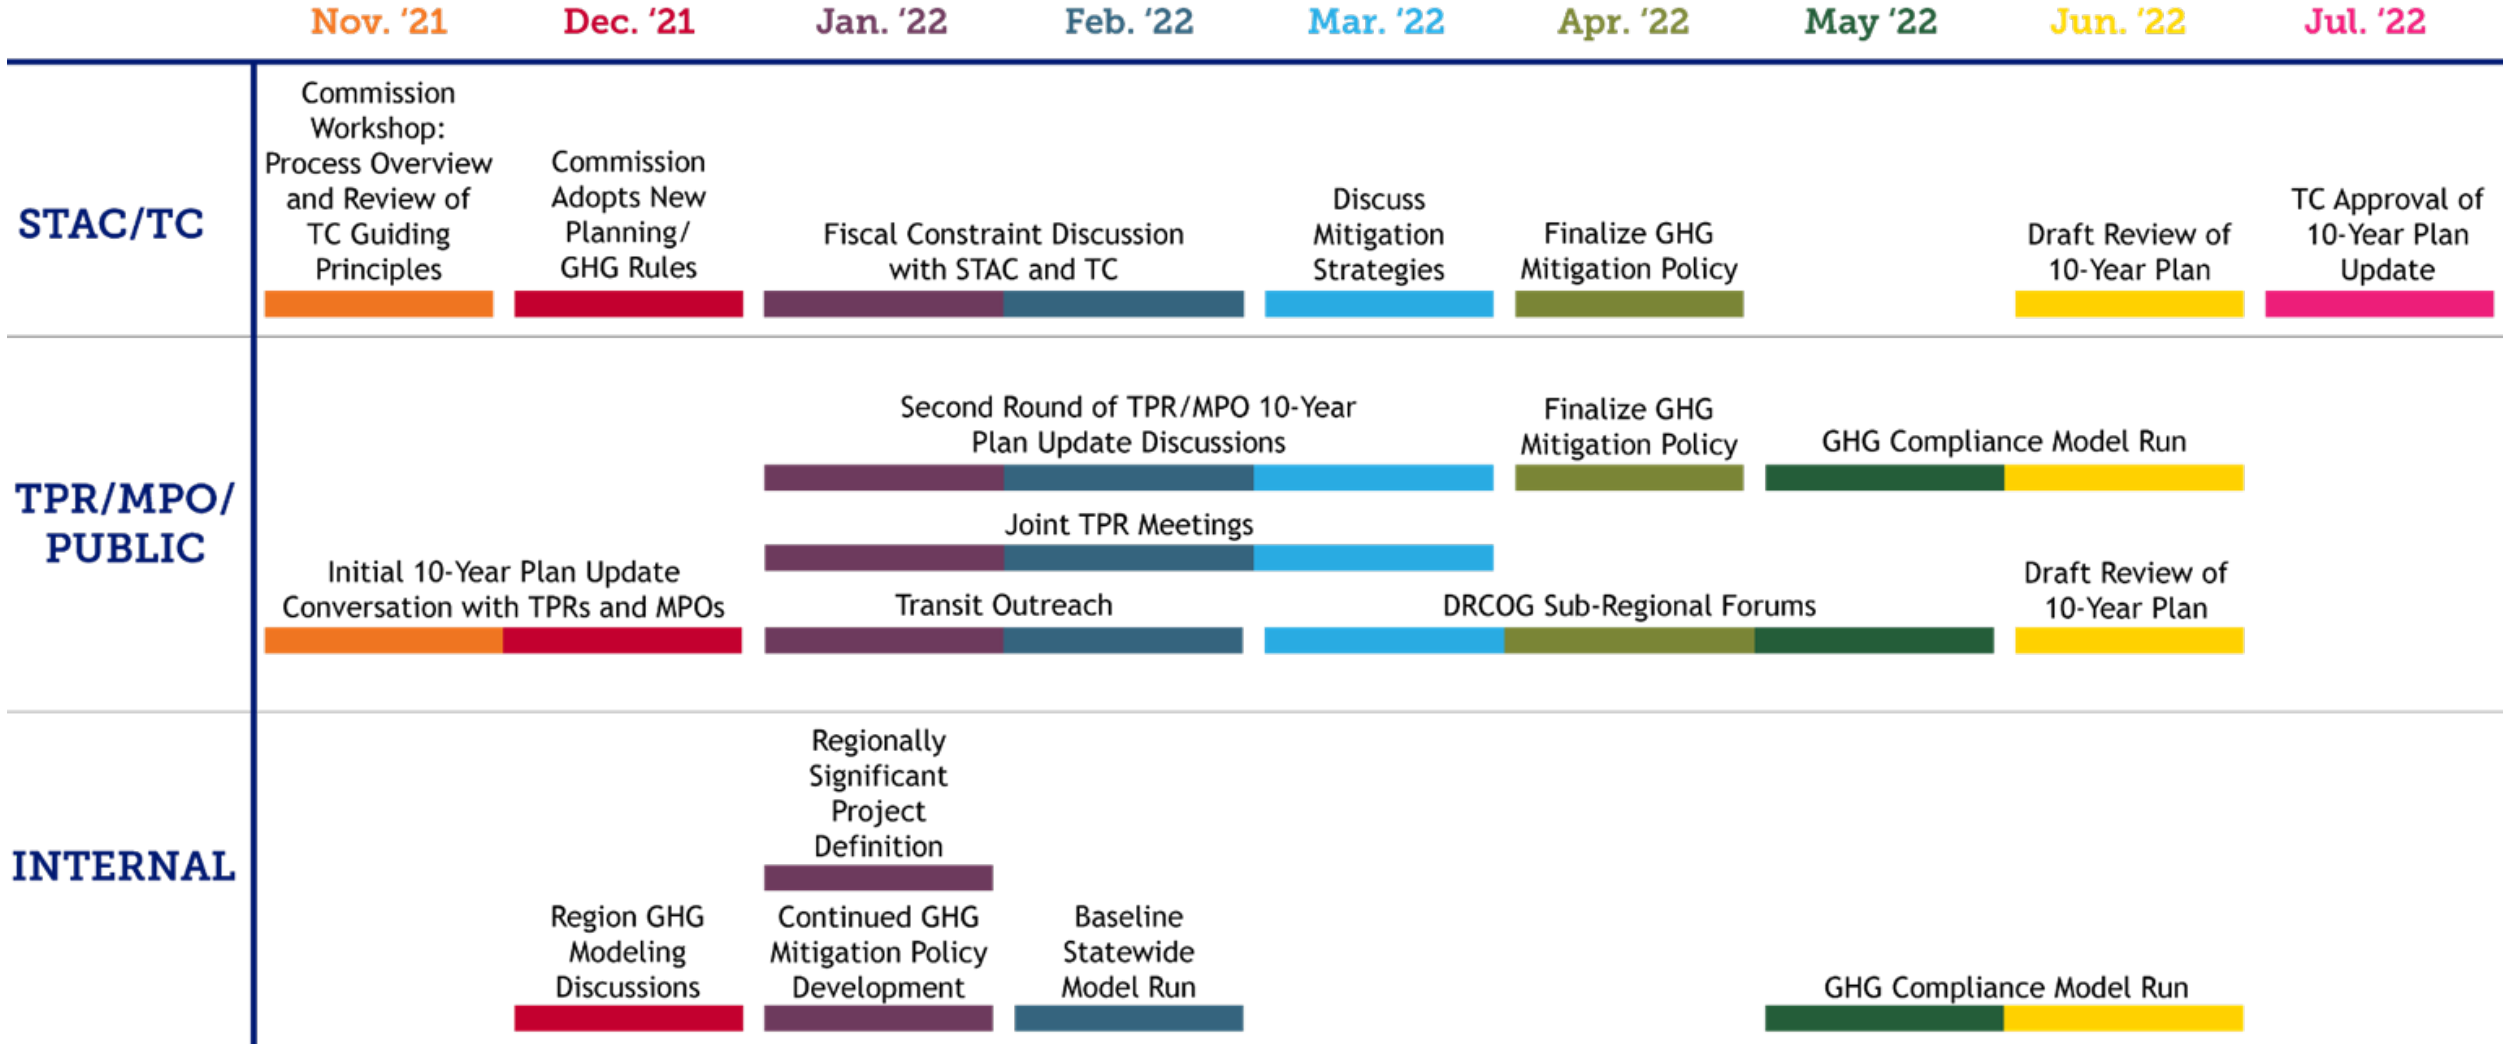 Nov. ‘21 Dec. ‘21 Jan. ‘22 Feb. ‘22 Mar. ‘22 Apr. ‘22 May ‘22 Jun. ‘22 Jul. ‘22
STAC/TC
Commission
Workshop:
Process Overview
and Review of
TC Guiding
Principles
Commission
Adopts New
Planning/
GHG Rules
Fiscal Constraint Discussion
with STAC and TC
Discuss
Mitigation
Strategies
Finalize GHG
Mitigation Policy
Draft Review of
10-Year Plan
TC Approval of
10-Year Plan
Update
TPR/MPO/
PUBLIC
Second Round of TPR/MPO 10-Year
Plan Update Discussions
Finalize GHG
Mitigation Policy
GHG Compliance Model Run
Joint TPR Meetings
Initial 10-Year Plan Update
Conversation with TPRs and MPOs
Transit Outreach
DRCOG Sub-Regional Forums
Draft Review of
10-Year Plan
INTERNAL
Regionally
Significant
Project
Definition
Region GHG
Modeling
Discussions
Continued GHG
Mitigation Policy
Development
Baseline
Statewide
Model Run
GHG Compliance Model Run